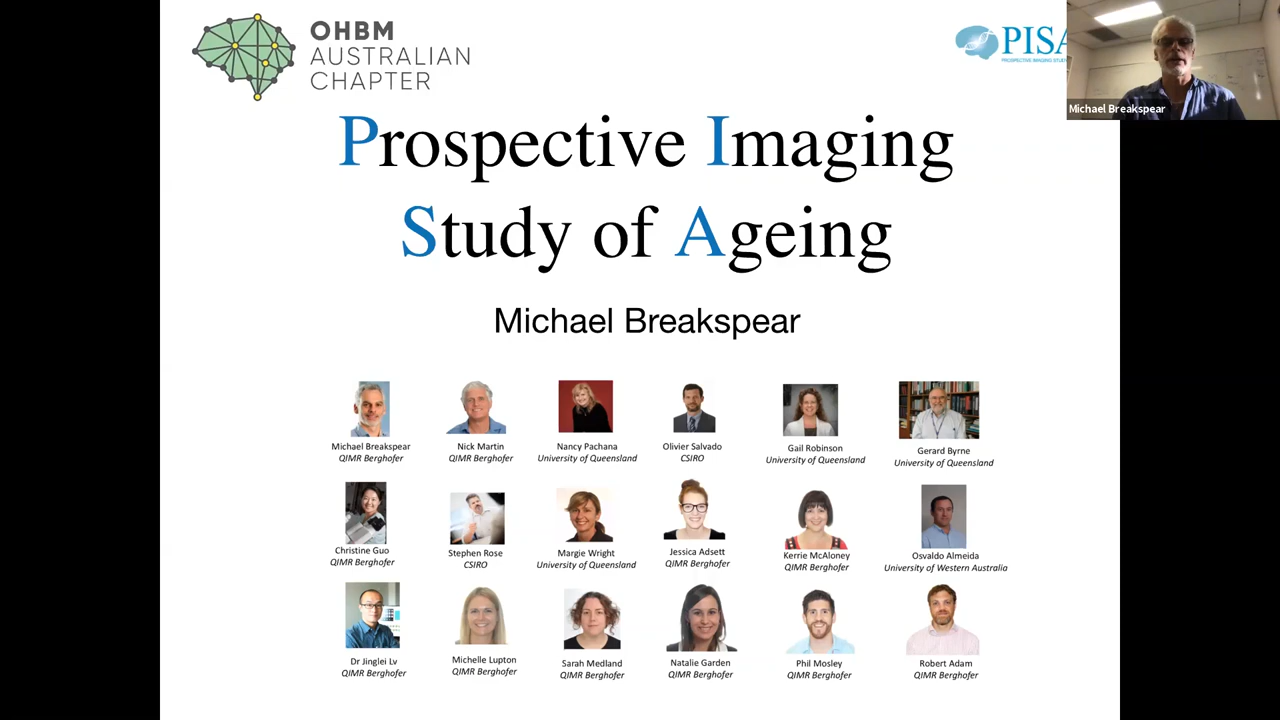 OHBM
AUSTRALIAN
CHAPTER
PISA
PROSPECTIVE IMAGING STUD
Michael Breakspear
Prospective Imaging
Study of Ageing
Michael Breakspear
Michael Breakspear
QIMR Berghofer
Nick Martin
QIMR Berghofer
Nancy Pachana
University of Queensland
Olivier Salvado
CSIRO
Gail Robinson
University of Queensland
Gerard Byrne
University of Queensland
Christine Guo
QIMR Berghofer
Stephen Rose
CSIRO
Margie Wright
University of Queensland
Jessica Adsett
QIMR Berghofer
Kerrie McAloney
QIMR Berghofer
Osvaldo Almeida
University of Western Australia
Dr Jinglei Lv
QIMR Berghofer
Michelle Lupton
QIMR Berghofer
Sarah Medland
QIMR Berghofer
Natalie Garden
QIMR Berghofer
Phil Mosley
QIMR Berghofer
Robert Adam
QIMR Berghofer